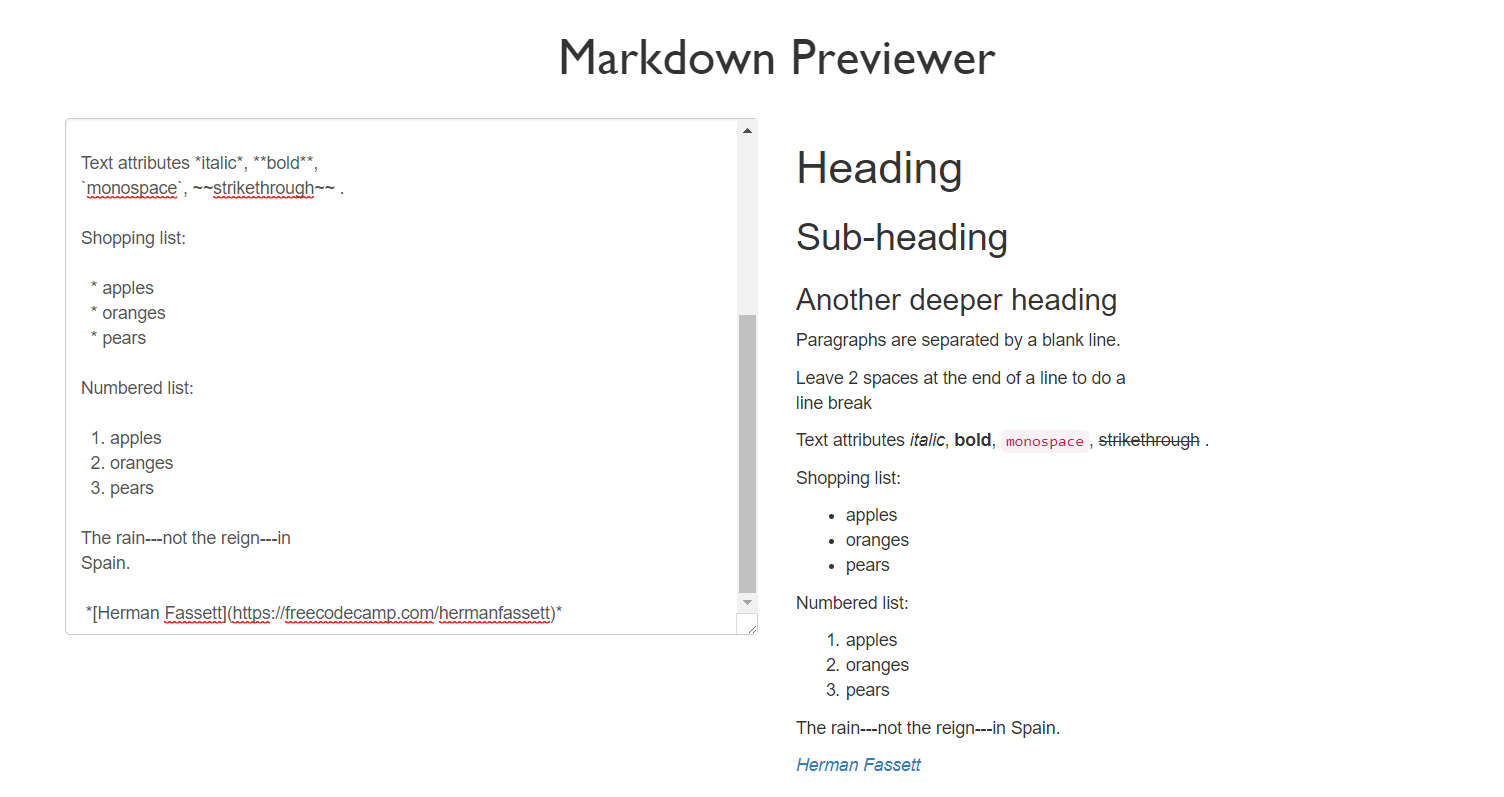 Markdown Previewer
Text attributes *italic*, **bold**,
`monospace`, ~~strikethrough~~ .
Shopping list:
* apples
* oranges
* pears
Numbered list:
1. apples
2. oranges
3. pears
The rain---not the reign---in
Spain.
*[Herman Fassett](https://freecodecamp.com/hermanfassett)*
Heading
Sub-heading
Another deeper heading
Paragraphs are separated by a blank line.
Leave 2 spaces at the end of a line to do a
line break
Text attributes italic, bold, monospace, strikethrough .
Shopping list:
• apples
• oranges
• pears
Numbered list:
1. apples
2. oranges
3. pears
The rain---not the reign---in Spain.
Herman Fassett